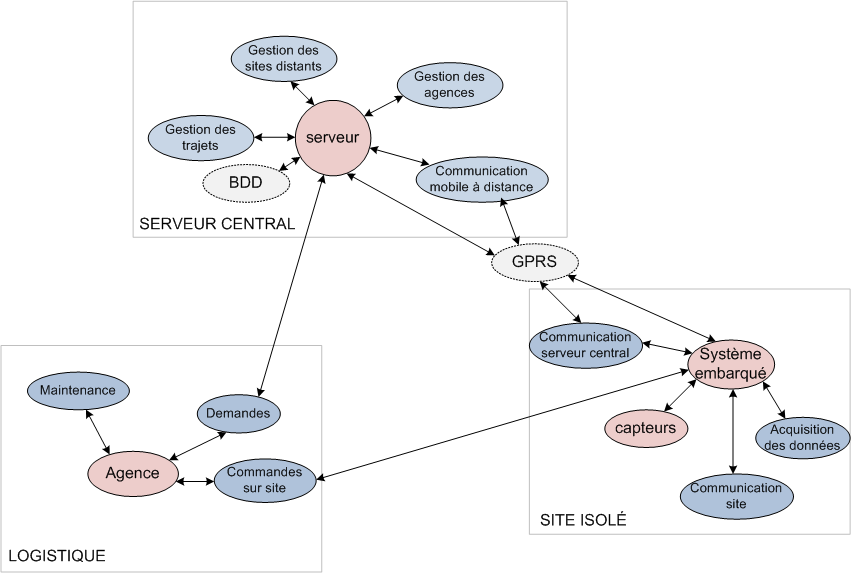 Gestion des
sites distants
Gestion des
agences
serveur
Gestion des
trajets
BDD
Communication
mobile à distance
SERVEUR CENTRAL
GPRS
Communication
serveur central
Système
embarqué
capteurs
Acquisition
des données
Communication
site
SITE ISOLÉ
Maintenance
Demandes
Agence
Commandes
sur site
LOGISTIQUE